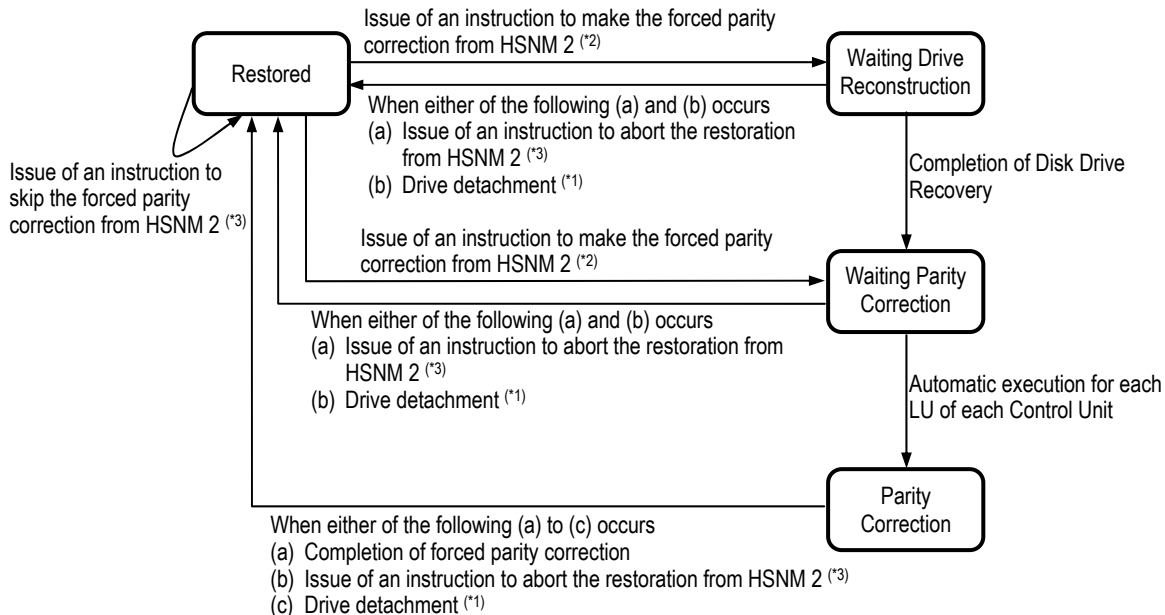 Issue of an instruction to make the forced parity
correction from HSNM 2 (*2)
Restored
Waiting Drive
Reconstruction
When either of the following (a) and (b) occurs
(a) Issue of an instruction to abort the restoration
from HSNM 2 (*3)
(b) Drive detachment (*1)
Issue of an instruction to
skip the forced parity
correction from HSNM 2 (*3)
Completion of Disk Drive
Recovery
Issue of an instruction to make the forced parity
correction from HSNM 2 (*2)
Waiting Parity
Correction
When either of the following (a) and (b) occurs
(a) Issue of an instruction to abort the restoration from
HSNM 2 (*3)
(b) Drive detachment (*1)
Automatic execution for each
LU of each Control Unit
Parity
Correction
When either of the following (a) to (c) occurs
(a) Completion of forced parity correction
(b) Issue of an instruction to abort the restoration from HSNM 2 (*3)
(c) Drive detachment (*1)